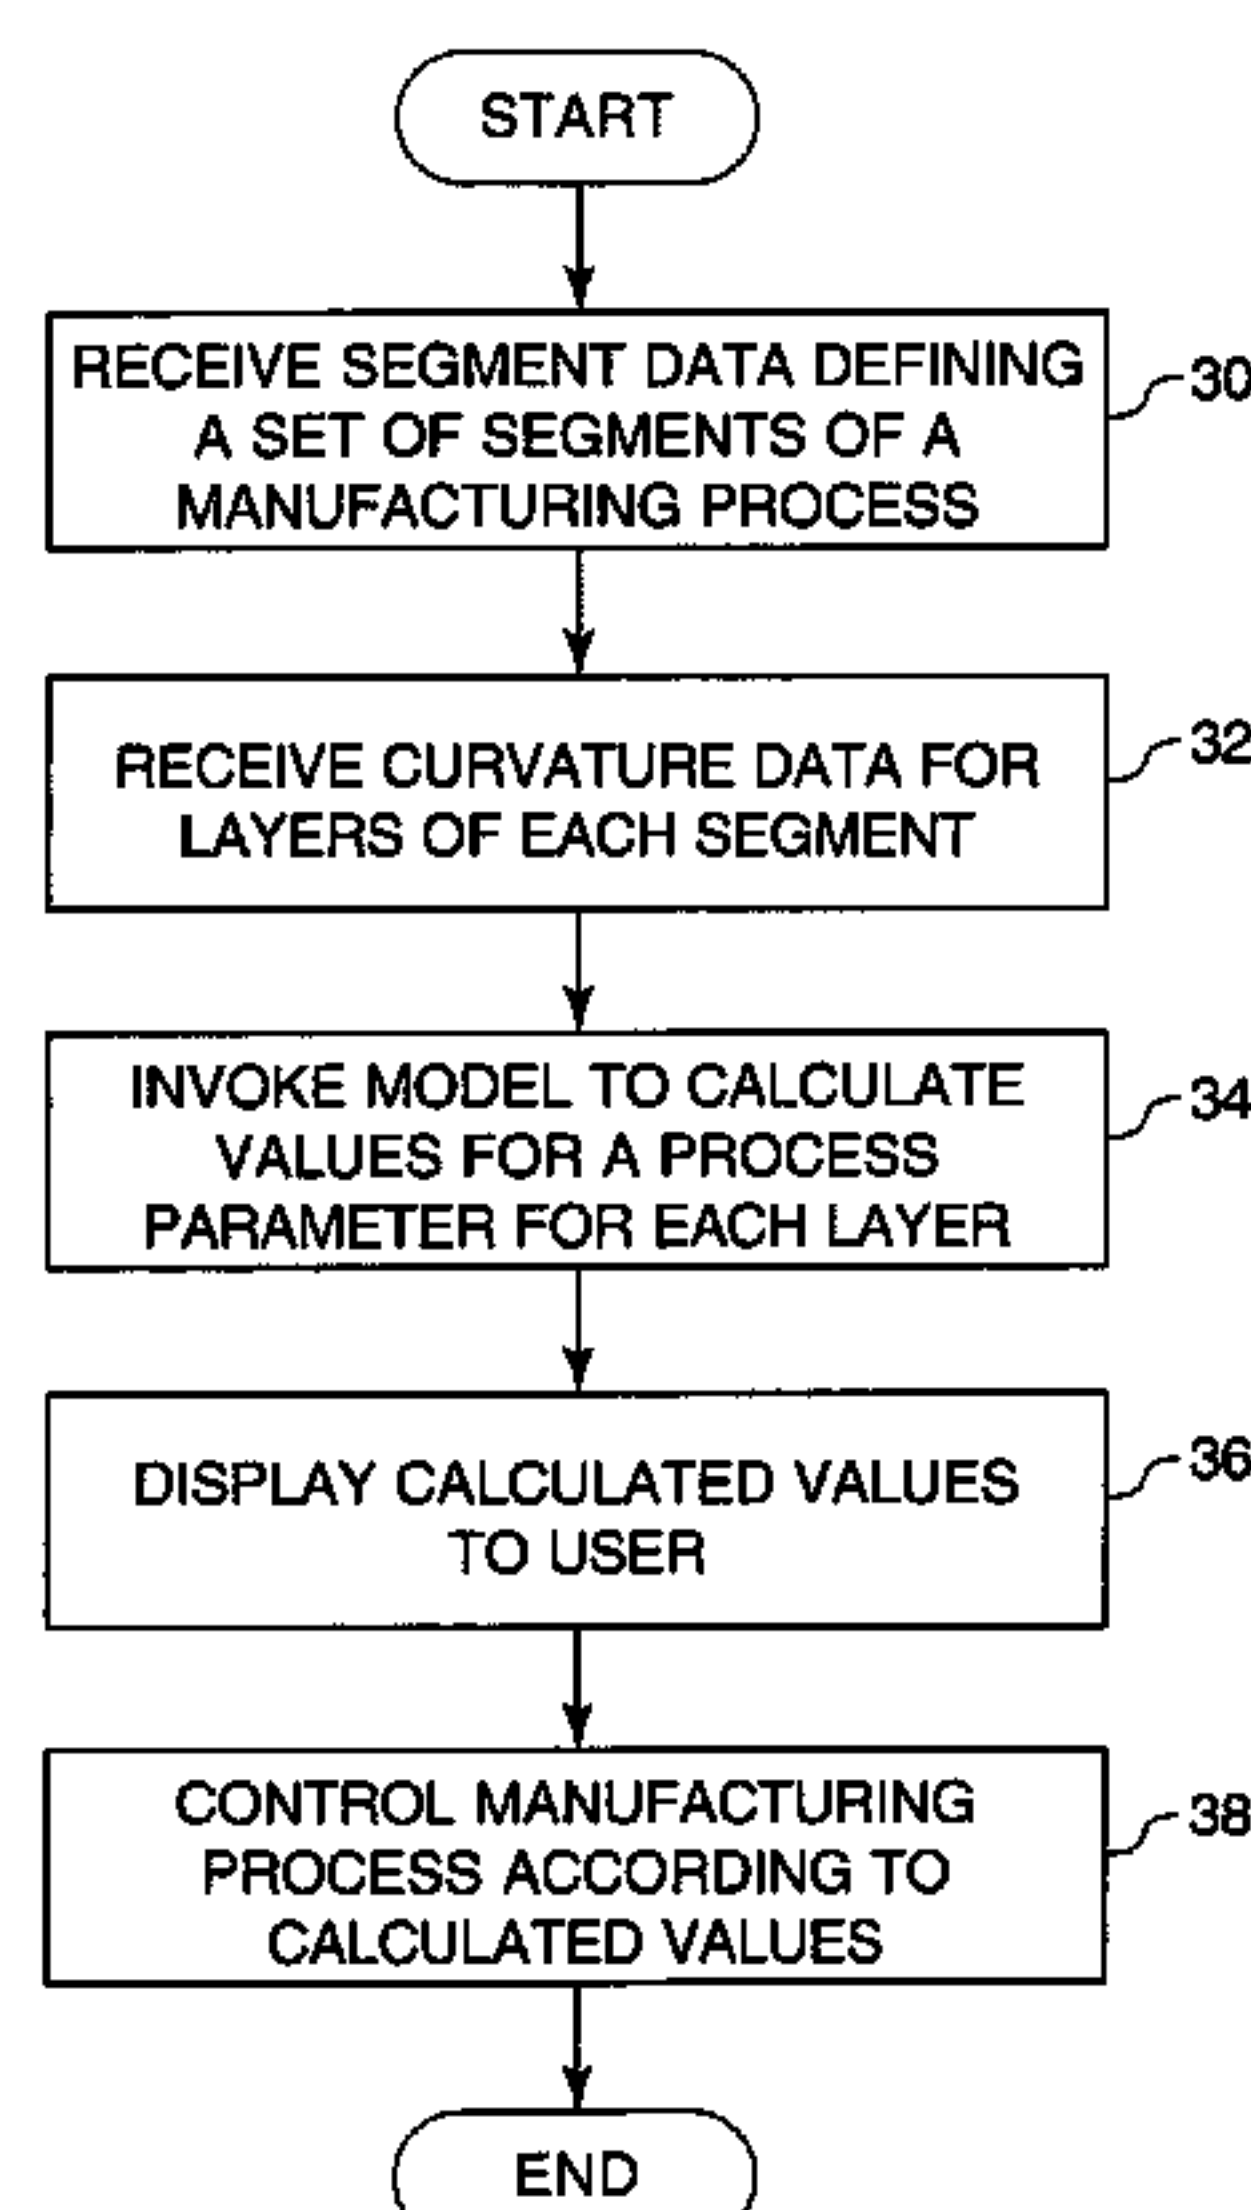 START
RECEIVE SEGMENT DATA DEFINING
A SET OF SEGMENTS OF A
MANUFACTURING PROCESS
30
RECEIVE CURVATURE DATA FOR
LAYERS OF EACH SEGMENT
32
INVOKE MODEL TO CALCULATE
VALUES FOR A PROCESS
PARAMETER FOR EACH LAYER
34
DISPLAY CALCULATED VALUES
TO USER
36
CONTROL MANUFACTURING
PROCESS ACCORDING TO
CALCULATED VALUES
38
END